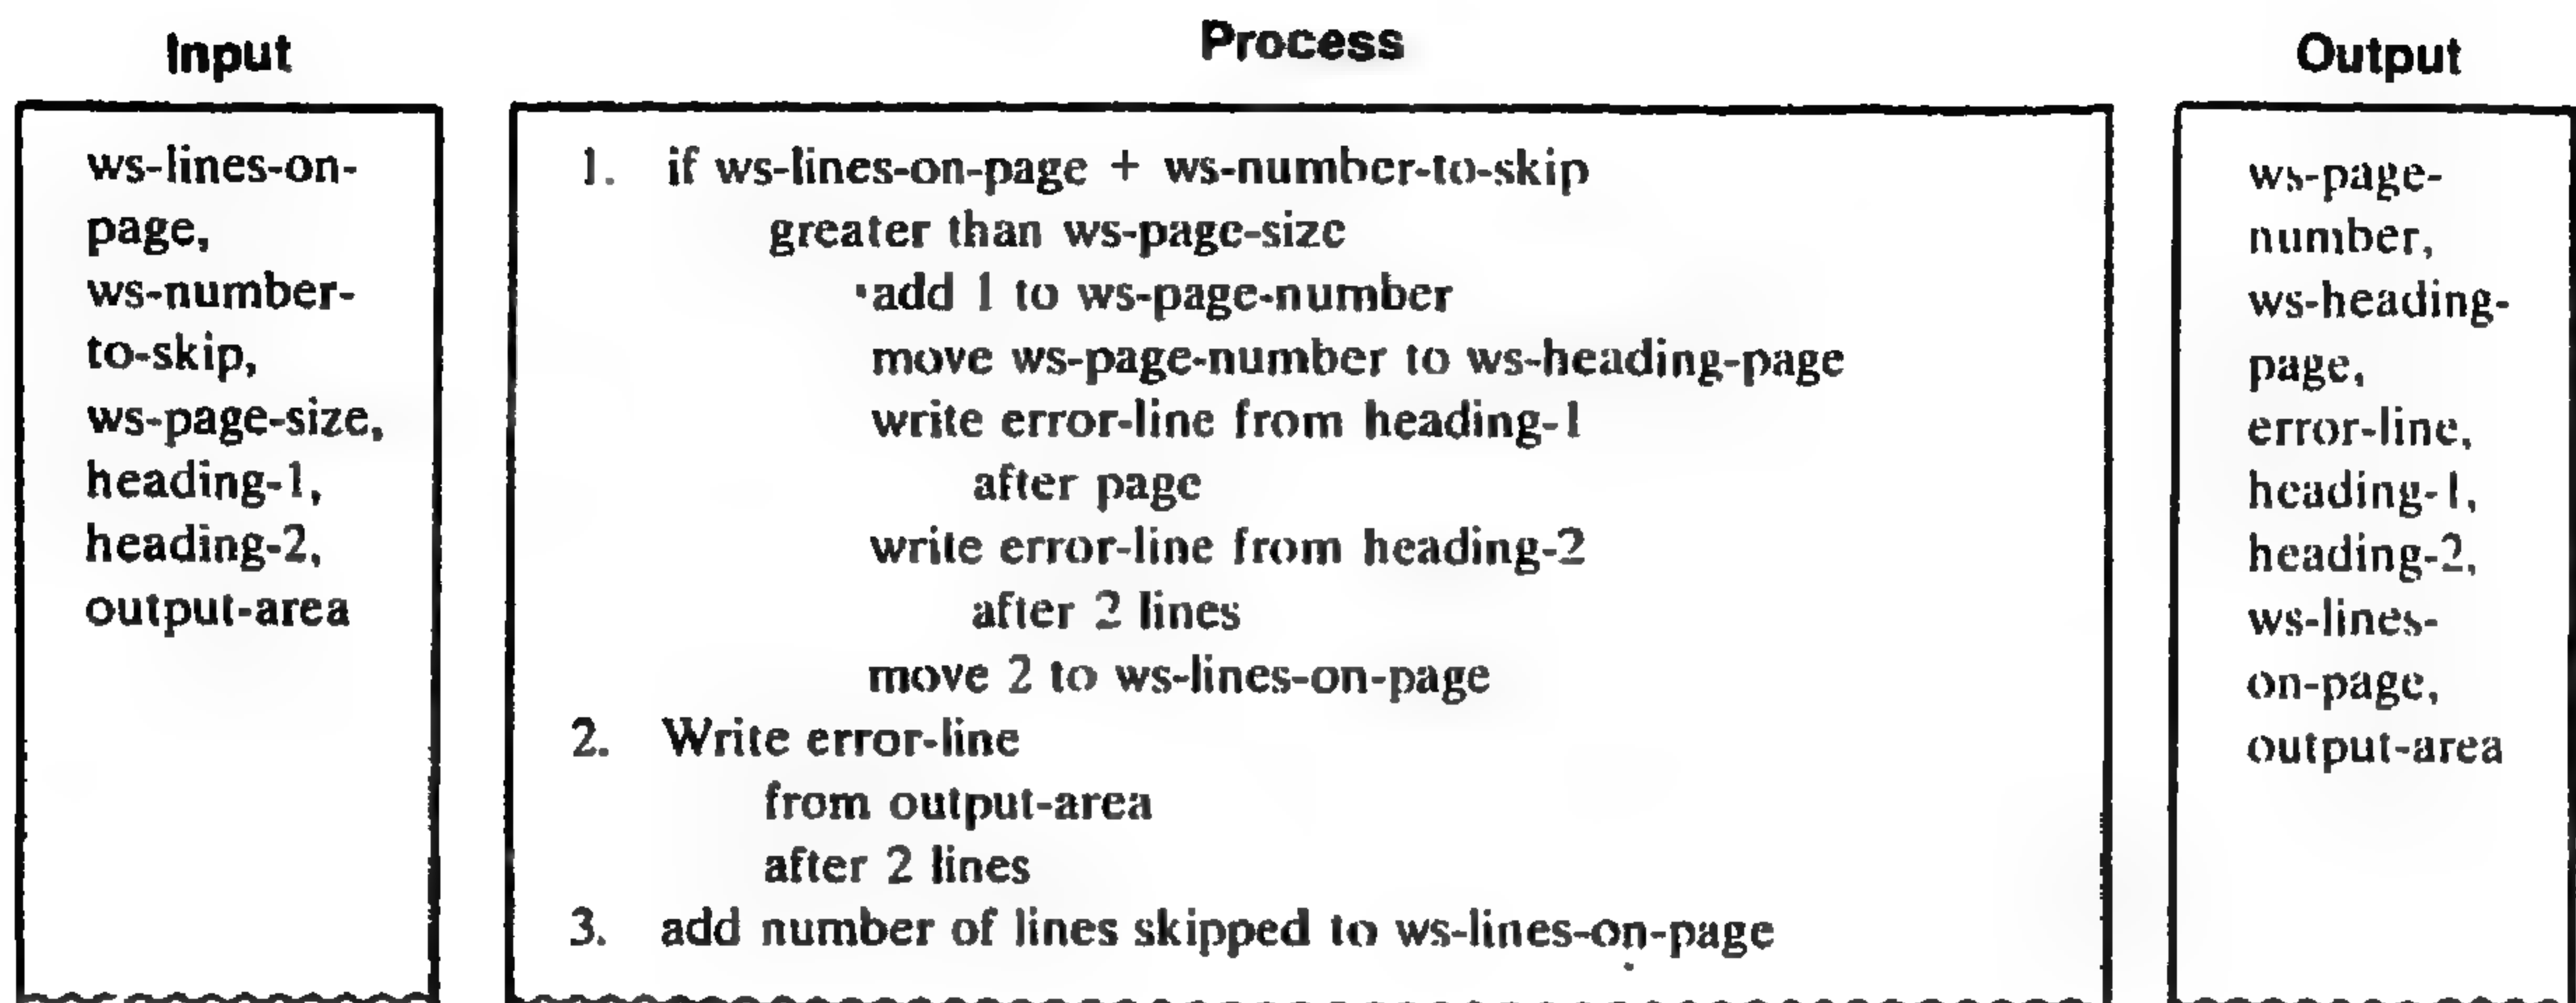 Input
ws-lines-on-
page,
ws-number-
to-skip,
ws-page-size,
heading-1,
heading-2,
output-area
Process
1. if ws-lines-on-page + ws-number-to-skip
greater than ws-page-size
add 1 to ws-page-number
move ws-page-number to ws-heading-page
write error-line from heading-1
after page
write error-line from heading-2
after 2 lines
move 2 to ws-lines-on-page
2. Write error-line
from output-area
after 2 lines
3. add number of lines skipped to ws-lines-on-page
Output
ws-page-
number,
ws-heading-
page,
error-line,
heading-1,
heading-2,
ws-lines-
on-page,
output-area